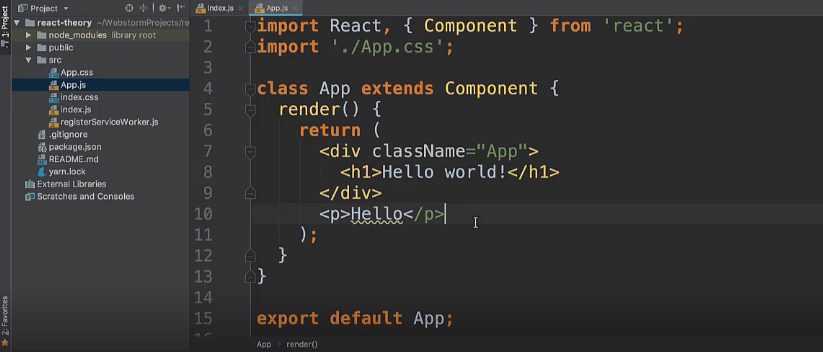 1: Project
2: Favorites
Project
react-theory ~/WebstormProjects/re
node_modules library root
public
src
App.css
App.js
index.css
index.js
registerServiceWorker.js
.gitignore
package.json
README.md
yarn.lock
External Libraries
Scratches and Consoles
index.js App.js
1 import React, { Component } from 'react';
2 import './App.css';
3
4 class App extends Component {
5 render() {
6 return (
7 <div className="App">
8 <h1>Hello world!</h1>
9 </div>
10 <p>Hello</p>
11 );
12 }
13 }
14
15 export default App;
App render()